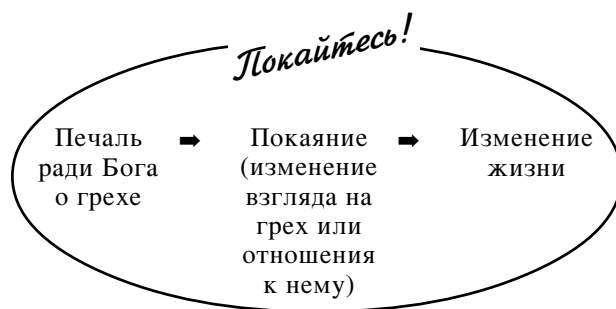 Покайтесь!
Печаль ➡ Покаяние ➡ Изменение
ради Бога (изменение жизни
о грехе взгляда на
грех или
отношения
к нему)